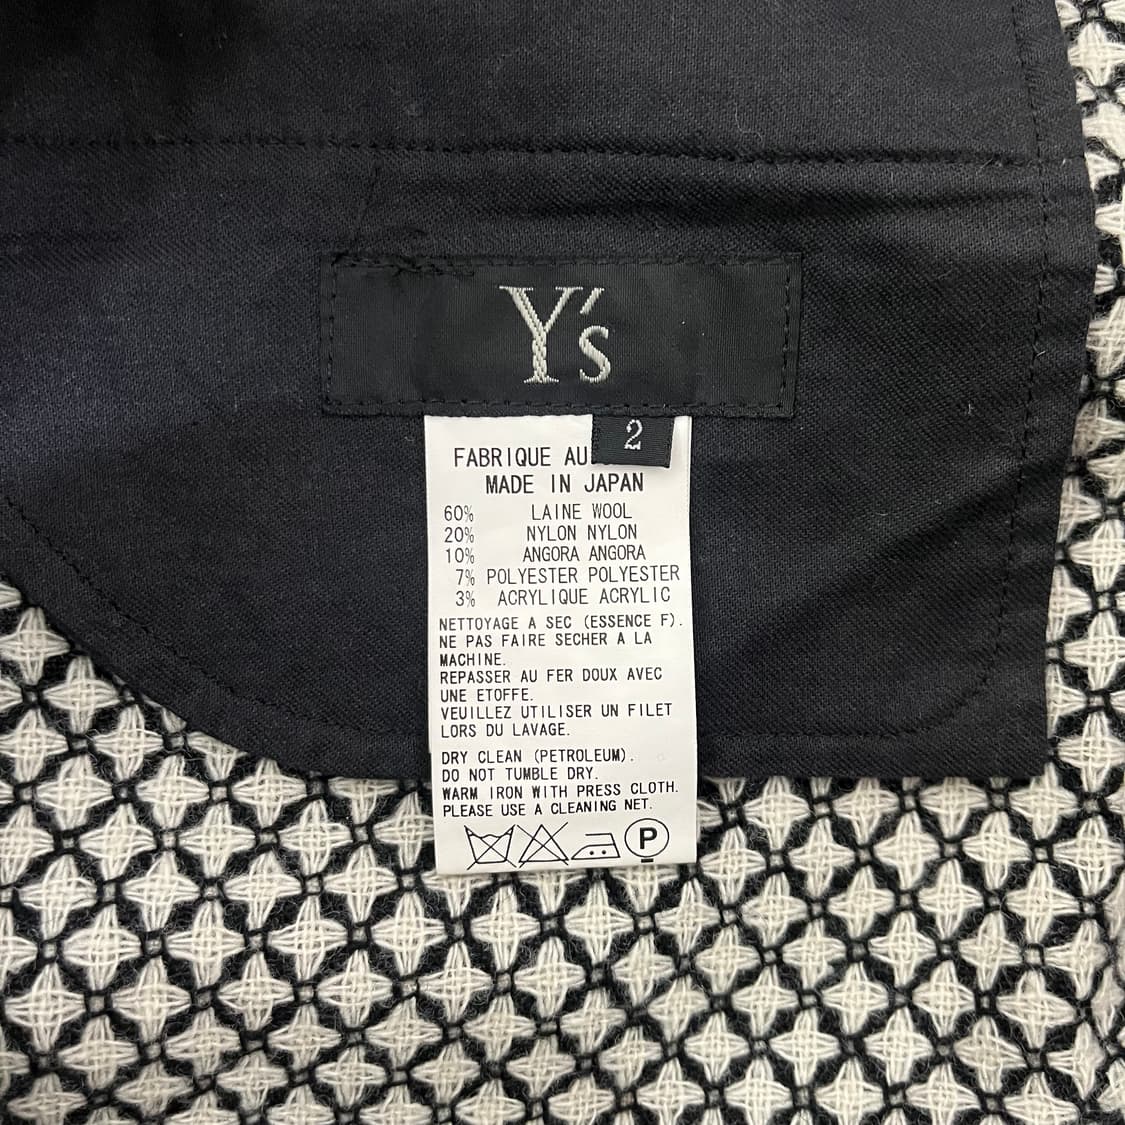 Y's
2
FABRIQUE AU
MADE IN JAPAN
60% LAINE WOOL
20% NYLON NYLON
10% ANGORA ANGORA
7% POLYESTER POLYESTER
3% ACRYLIQUE ACRYLIC
NETTOYAGE A SEC (ESSENCE F).
NE PAS FAIRE SECHER A LA
MACHINE.
REPASSER AU FER DOUX AVEC
UNE ETOFFE.
VEUILLEZ UTILISER UN FILET
LORS DU LAVAGE.
DRY CLEAN (PETROLEUM).
DO NOT TUMBLE DRY.
WARM IRON WITH PRESS CLOTH.
PLEASE USE A CLEANING NET.
P